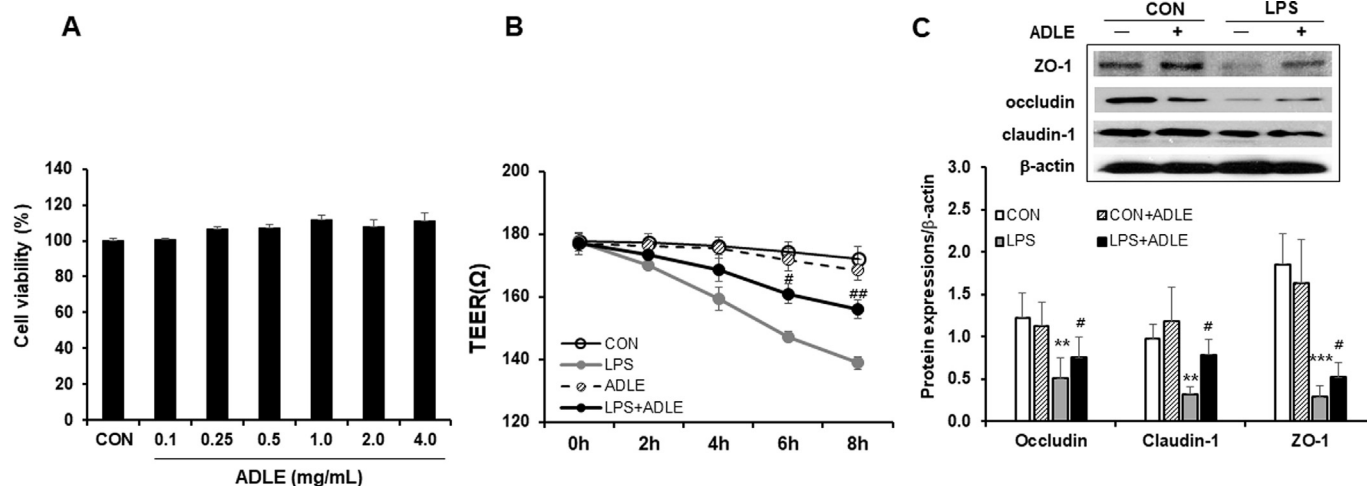 A
Cell viability (%)
140
120
100
80
60
40
20
0
CON 0.1 0.25 0.5 1.0 2.0 4.0
ADLE (mg/mL)
B
TEER(Ω)
200
180
160
140
120
#
##
CON
LPS
ADLE
LPS+ADLE
0h 2h 4h 6h 8h
C
CON LPS
ADLE — + — +
ZO-1
occludin
claudin-1
β-actin
Protein expressions/β-actin
3.0
2.5
2.0
1.5
1.0
0.5
0.0
CON CON+ADLE
LPS LPS+ADLE
** # ** # *** #
Occludin Claudin-1 ZO-1